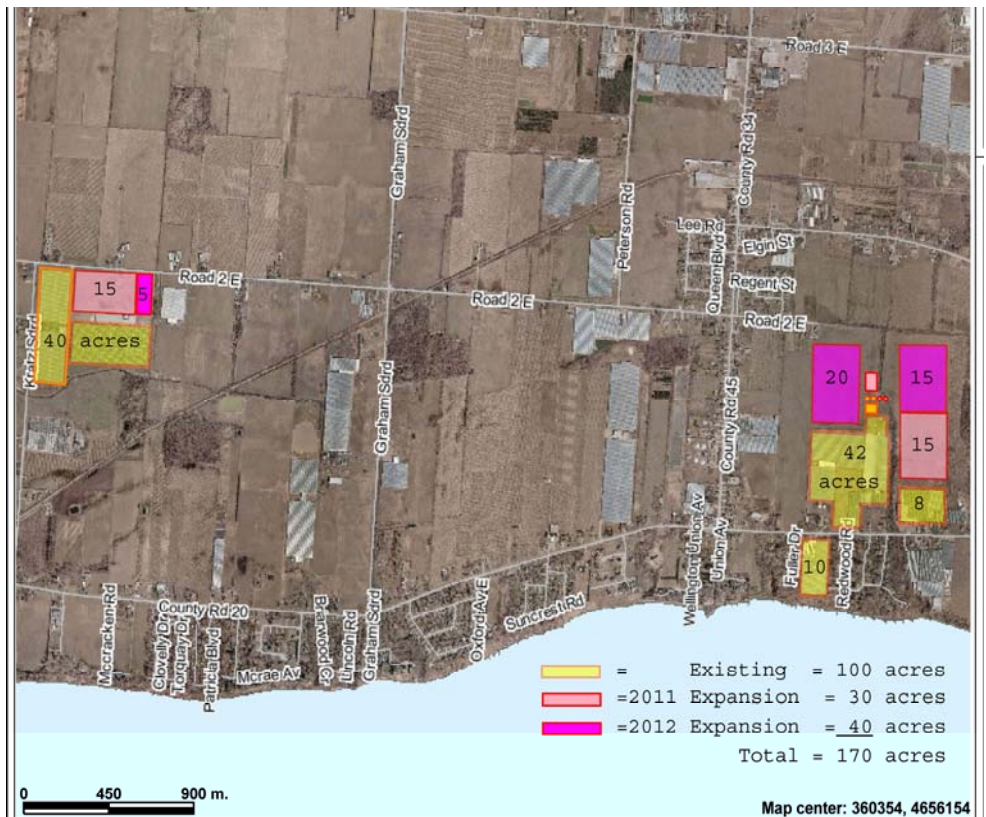 Road 3 E
Graham Sdrd
County Rd 34
Peterson Rd
Lee Rd
Queen Blvd
Elgin St
Regent St
Road 2 E
Road 2 E
Road 2 E
15
5
40 acres
Kratz Sdrd
Graham Sdrd
County Rd 45
20
15
15
42
acres
8
10
Wellington Union Av
Union Av
Fuller Dr
Redwood Rd
Mccracken Rd
County Rd 20
Clovelly Dr
Torquay Dr
Patricia Blvd
Mcrae Av
Briarwood Cr
Lincoln Rd
Graham Sdrd
Oxford Av E
Suncrest Rd
= Existing = 100 acres
=2011 Expansion = 30 acres
=2012 Expansion = 40 acres
Total = 170 acres
0 450 900 m.
Map center: 360354, 4656154